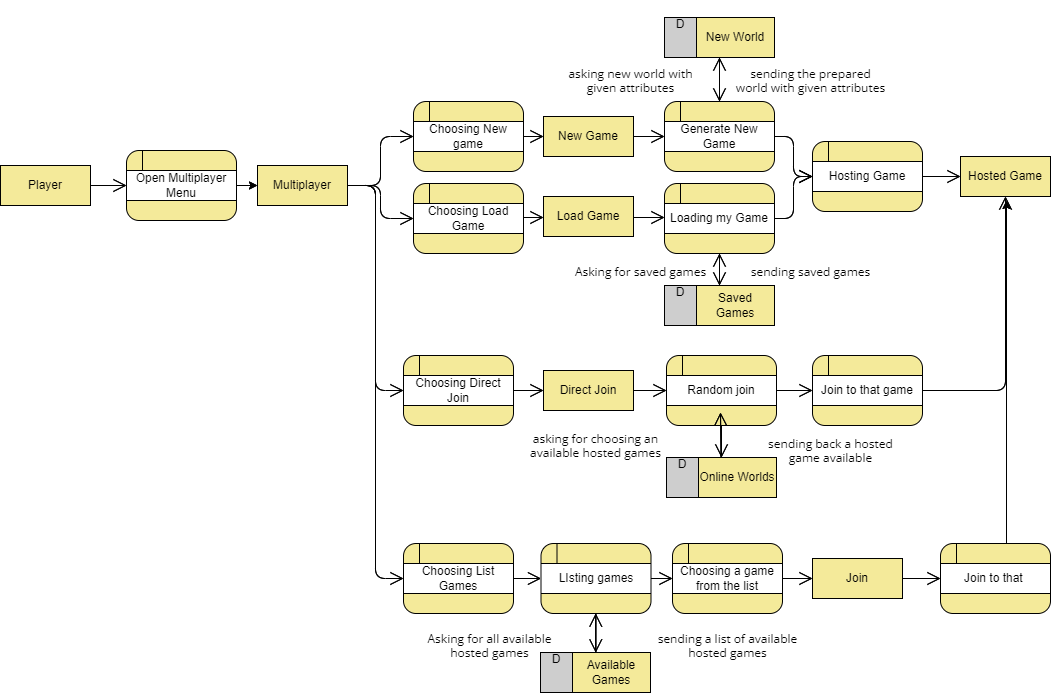 D
New World
asking new world with
given attributes
sending the prepared
world with given attributes
Choosing New
game
New Game
Generate New
Game
Player
Open Multiplayer
Menu
Multiplayer
Hosting Game
Hosted Game
Choosing Load
Game
Load Game
Loading my Game
Asking for saved games
sending saved games
D
Saved
Games
Choosing Direct
Join
Direct Join
Random join
Join to that game
asking for choosing an
available hosted games
sending back a hosted
game available
D
Online Worlds
Choosing List
Games
LIsting games
Choosing a game
from the list
Join
Join to that
Asking for all available
hosted games
sending a list of available
hosted games
D
Available
Games